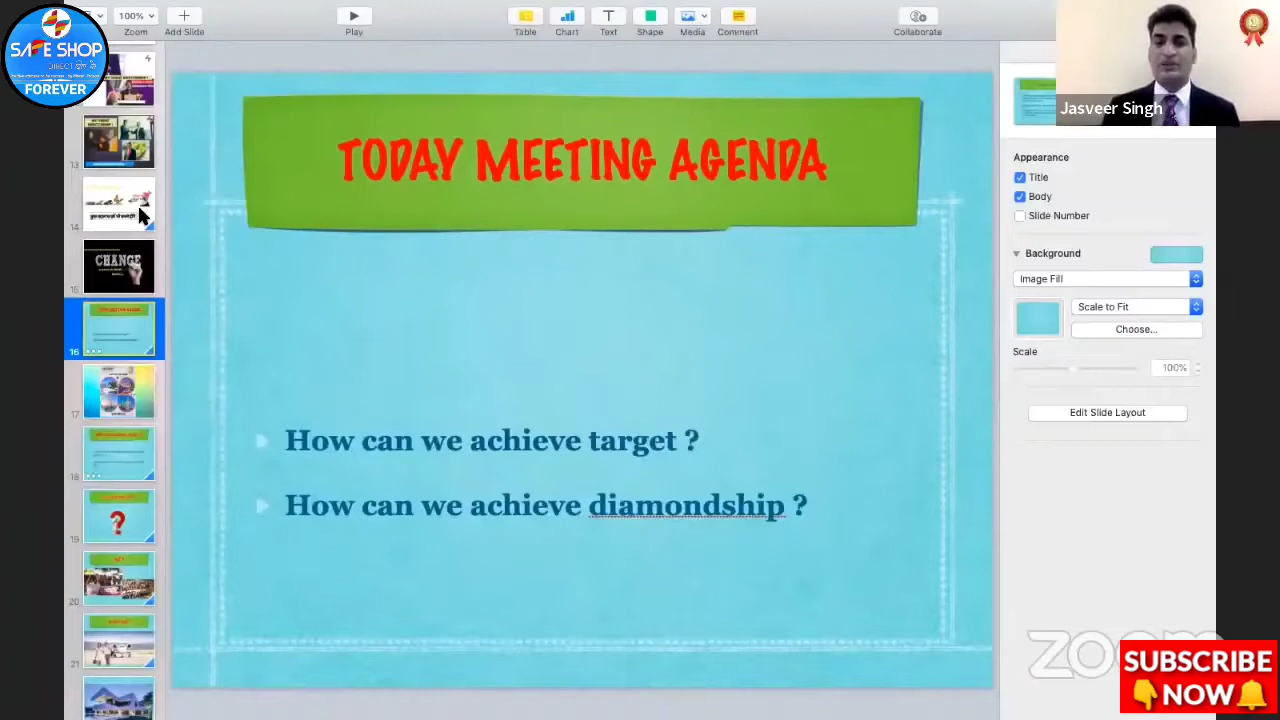 100%
Zoom
Add Slide
Play
Table
Chart
Text
Shape
Media
Comment
Collaborate
SAFE SHOP
DIRECT
FOREVER
Jasveer Singh
13
14
CHANGE
15
16
17
18
19
?
20
21
TODAY MEETING AGENDA
How can we achieve target ?
How can we achieve diamondship ?
Appearance
Title
Body
Slide Number
Background
Image Fill
Scale to Fit
Choose...
Scale
100%
Edit Slide Layout
zoom
SUBSCRIBE
NOW